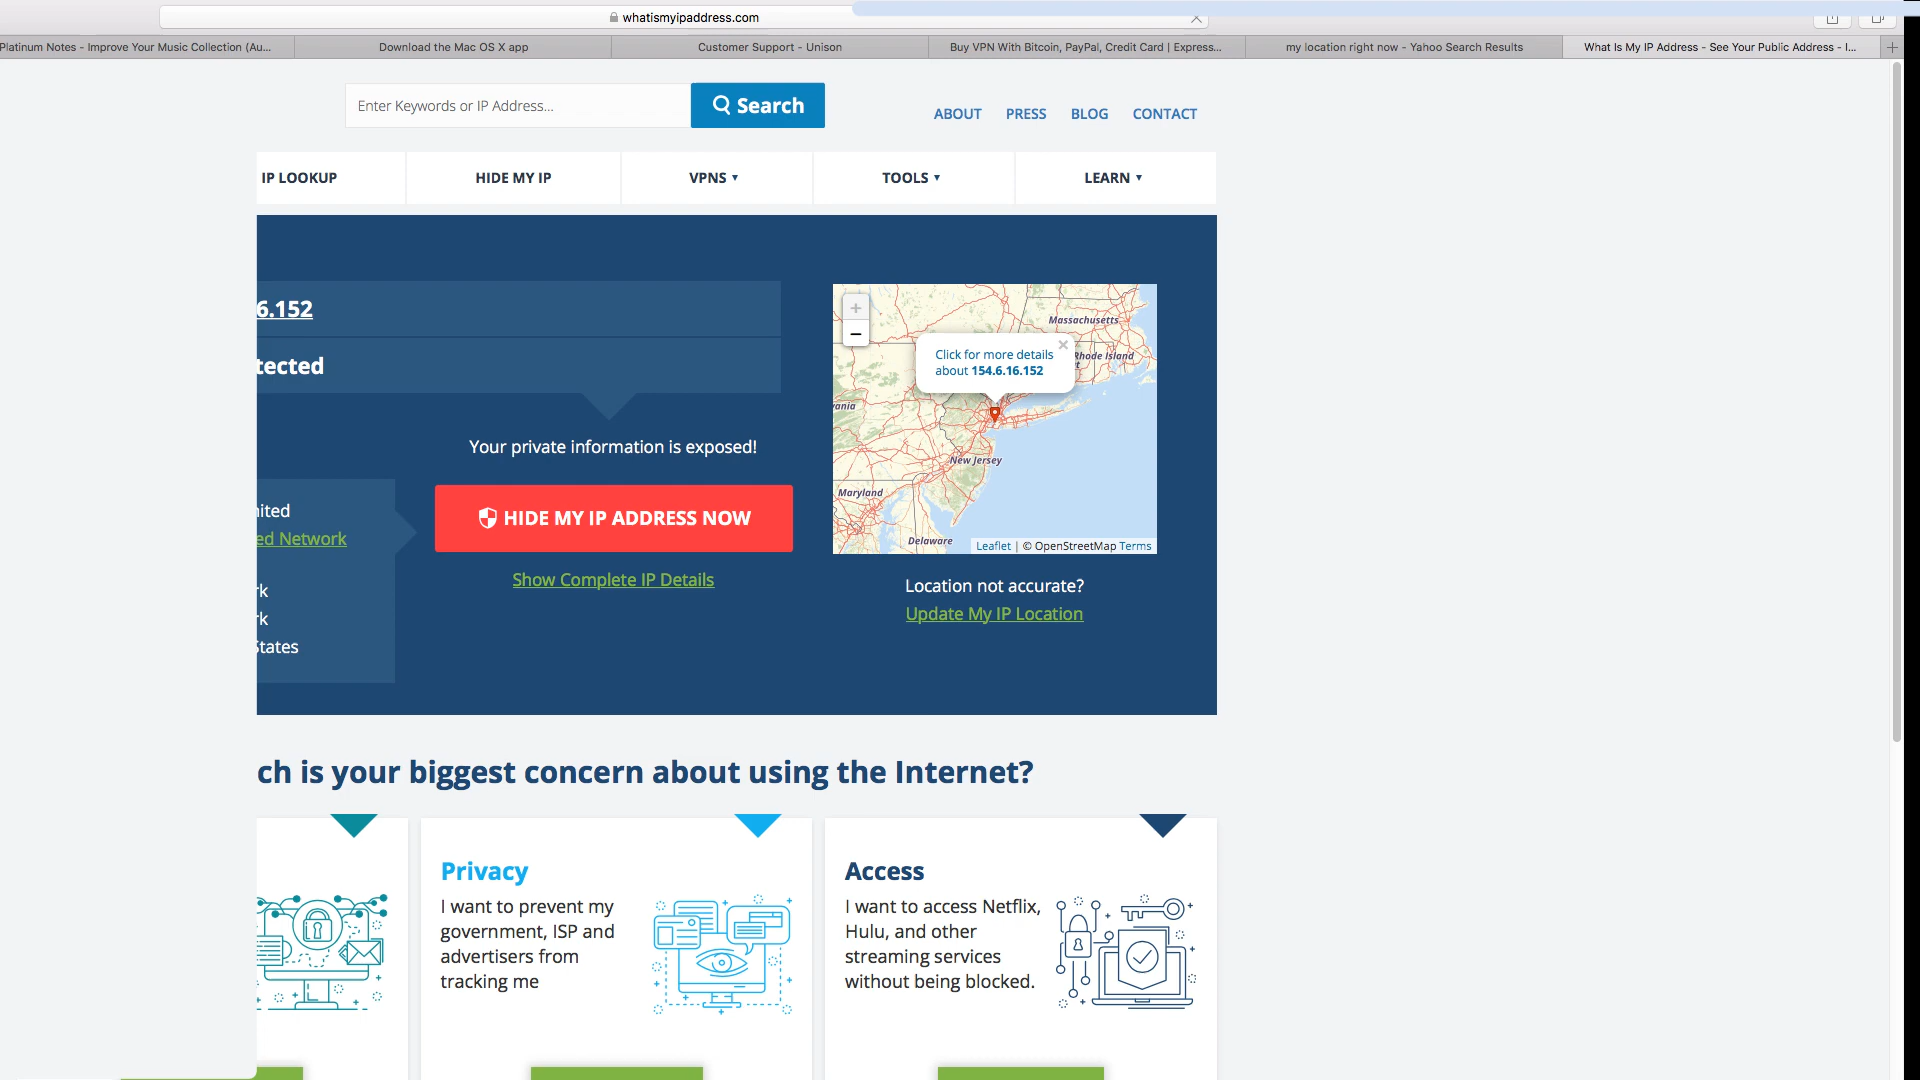 whatismyipaddress.com
Platinum Notes - Improve Your Music Collection (Au...
Download the Mac OS X app
Customer Support - Unison
Buy VPN With Bitcoin, PayPal, Credit Card | Express...
my location right now - Yahoo Search Results
What Is My IP Address - See Your Public Address - I...
Enter Keywords or IP Address...
Search
ABOUT
PRESS
BLOG
CONTACT
IP LOOKUP
HIDE MY IP
VPNS
TOOLS
LEARN
6.152
tected
Your private information is exposed!
nited
ed Network
rk
rk
States
HIDE MY IP ADDRESS NOW
Show Complete IP Details
Massachusetts
Rhode Island
t
Click for more details
about 154.6.16.152
vania
New Jersey
Maryland
Delaware
Leaflet | © OpenStreetMap Terms
Location not accurate?
Update My IP Location
ch is your biggest concern about using the Internet?
Privacy
I want to prevent my
government, ISP and
advertisers from
tracking me
Access
I want to access Netflix,
Hulu, and other
streaming services
without being blocked.